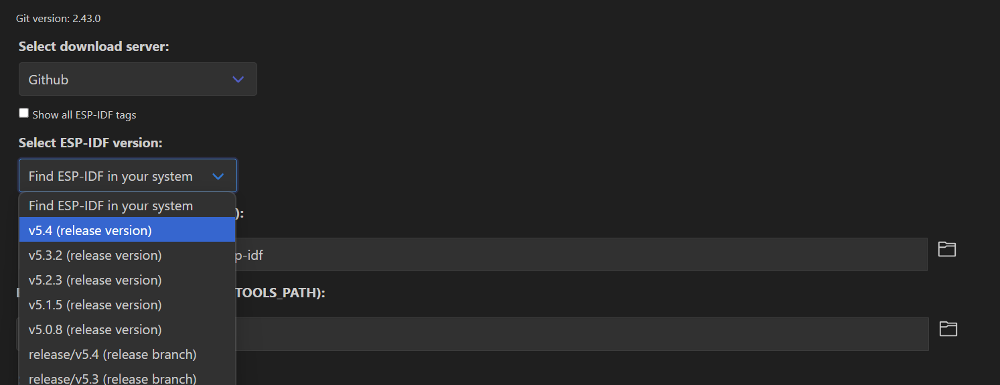 Git version: 2.43.0
Select download server:
Github
Show all ESP-IDF tags
Select ESP-IDF version:
Find ESP-IDF in your system
Find ESP-IDF in your system
):
v5.4 (release version)
v5.3.2 (release version)
p-idf
v5.2.3 (release version)
TOOLS_PATH):
v5.1.5 (release version)
v5.0.8 (release version)
release/v5.4 (release branch)
release/v5.3 (release branch)